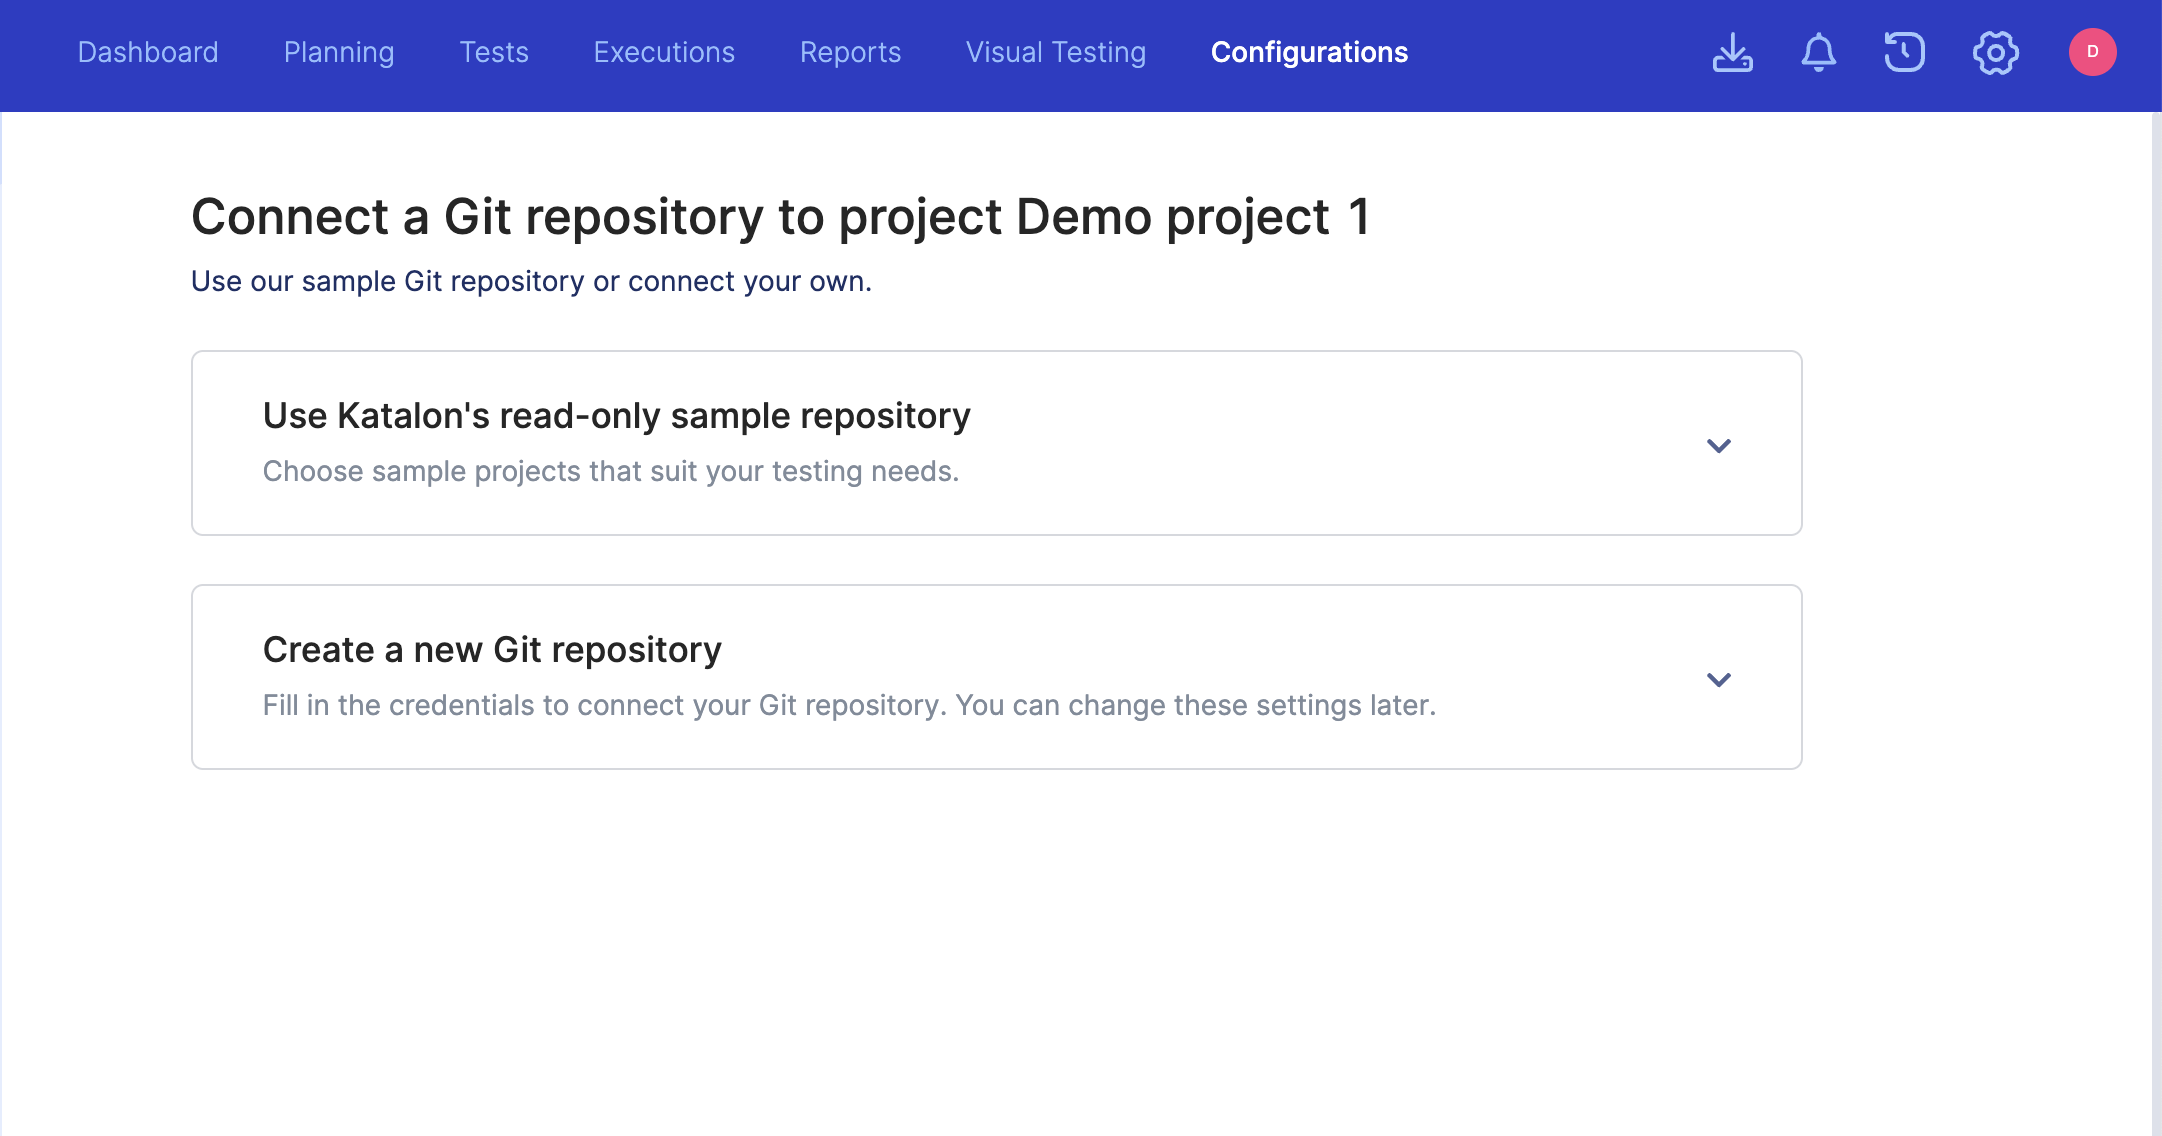 Dashboard Planning Tests Executions Reports Visual Testing Configurations D
Connect a Git repository to project Demo project 1
Use our sample Git repository or connect your own.
Use Katalon's read-only sample repository
Choose sample projects that suit your testing needs.
Create a new Git repository
Fill in the credentials to connect your Git repository. You can change these settings later.